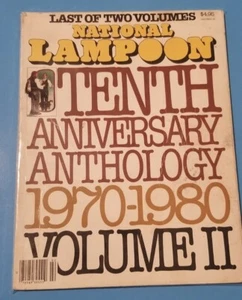 LAST OF TWO VOLUMES
NATIONAL
LAMPOON
TENTH
ANNIVERSARY
ANTHOLOGY
1970-1980
VOLUME II